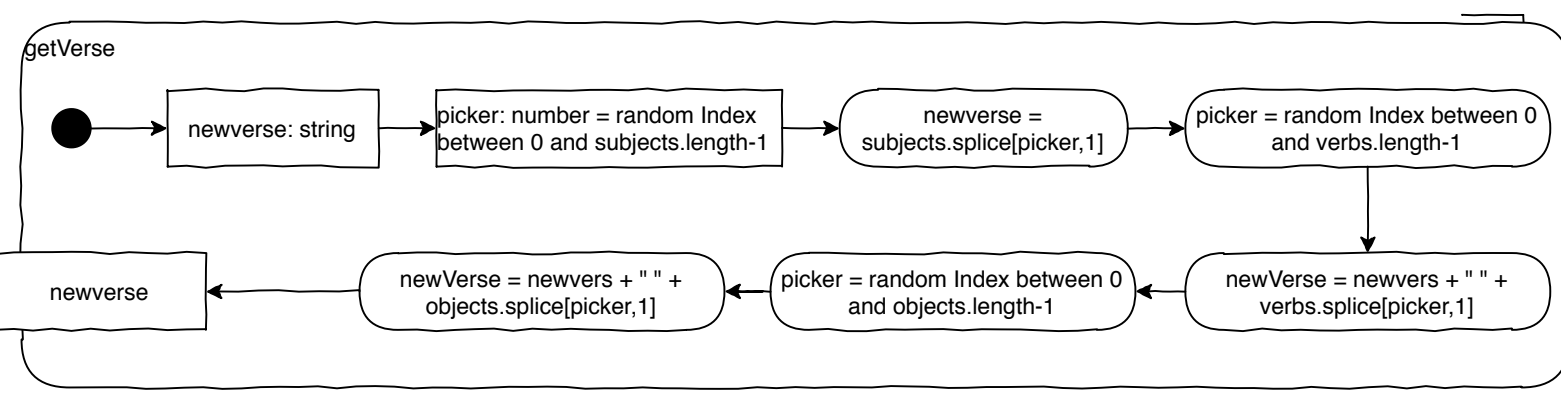 getVerse
newverse: string
picker: number = random Index
between 0 and subjects.length-1
newverse =
subjects.splice[picker,1]
picker = random Index between 0
and verbs.length-1
newVerse = newvers + " " +
verbs.splice[picker,1]
picker = random Index between 0
and objects.length-1
newVerse = newvers + " " +
objects.splice[picker,1]
newverse